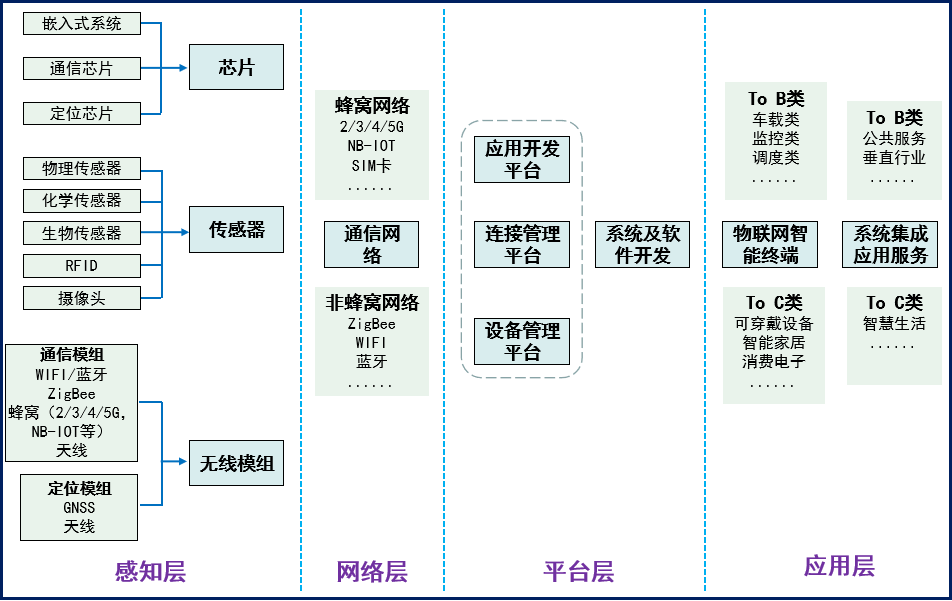 嵌入式系统
通信芯片
定位芯片
芯片
物理传感器
化学传感器
生物传感器
RFID
摄像头
传感器
通信模组
WIFI/蓝牙
ZigBee
蜂窝（2/3/4/5G，
NB-IOT等）
天线
定位模组
GNSS
天线
无线模组
感知层
蜂窝网络
2/3/4/5G
NB-IOT
SIM卡
......
通信网
络
非蜂窝网络
ZigBee
WIFI
蓝牙
......
网络层
应用开发
平台
连接管理
平台
设备管理
平台
系统及软
件开发
平台层
To B类
车载类
监控类
调度类
......
物联网智
能终端
To C类
可穿戴设备
智能家居
消费电子
......
To B类
公共服务
垂直行业
......
系统集成
应用服务
To C类
智慧生活
......
应用层